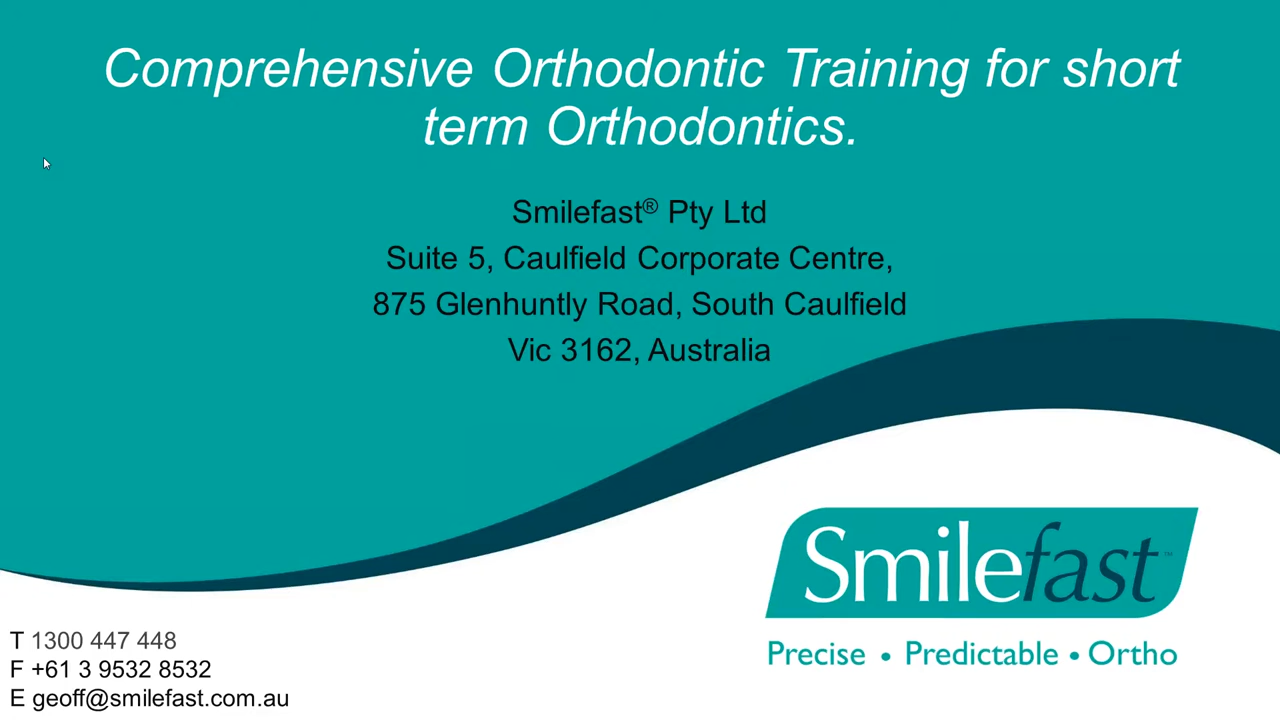 Comprehensive Orthodontic Training for short
term Orthodontics.
Smilefast® Pty Ltd
Suite 5, Caulfield Corporate Centre,
875 Glenhuntly Road, South Caulfield
Vic 3162, Australia
Smilefast™
Precise • Predictable • Ortho
T 1300 447 448
F +61 3 9532 8532
E geoff@smilefast.com.au